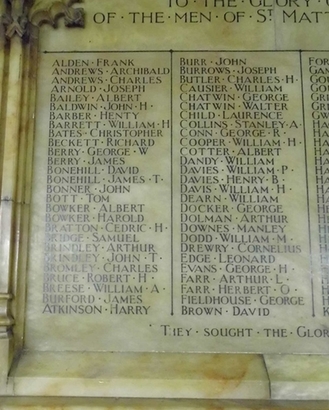 TO THE GLORY
OF THE MEN OF ST MAT
ALDEN · FRANK
ANDREWS · ARCHIBALD
ANDREWS · CHARLES
ARNOLD · JOSEPH
BAILEY · ALBERT
BALDWIN · JOHN · H ·
BARBER · HENTY
BARRETT · WILLIAM · H
BATES · CHRISTOPHER
BECKETT · RICHARD
BERRY · GEORGE · W
BERRY · JAMES
BONEHILL · DAVID
BONEHILL · JAMES · T ·
BONNER · JOHN
BOTT · TOM
BOWKER · ALBERT
BOWKER · HAROLD
BRATTON · CEDRIC · H ·
BRIDGE · SAMUEL
BRINDLEY · ARTHUR
BRINDLEY · JOHN · T ·
BROMLEY · CHARLES
BRUCE · ROBERT · H ·
BREESE · WILLIAM · A ·
BURFORD · JAMES
ATKINSON · HARRY
BURR · JOHN
BURROWS · JOSEPH
BUTLER · CHARLES · H ·
CAUSIER · WILLIAM
CHATWIN · GEORGE
CHATWIN · WALTER
CHILD · LAURENCE
COLLINS · STANLEY · A ·
CONN · GEORGE · R ·
COOPER · WILLIAM · H ·
COTTER · ALBERT
DANDY · WILLIAM
DAVIES · WILLIAM · P ·
DAVIES · HENRY · B ·
DAVIS · WILLIAM · H ·
DEARN · WILLIAM
DOCKER · GEORGE
DOLMAN · ARTHUR
DOWNES · MANLEY
DODD · WILLIAM · M ·
DREWRY · CORNELIUS
EDGE · LEONARD
EVANS · GEORGE · H ·
FARR · ARTHUR · L ·
FARR · HERBERT · O ·
FIELDHOUSE · GEORGE
BROWN · DAVID
THEY · SOUGHT · THE · GLOR